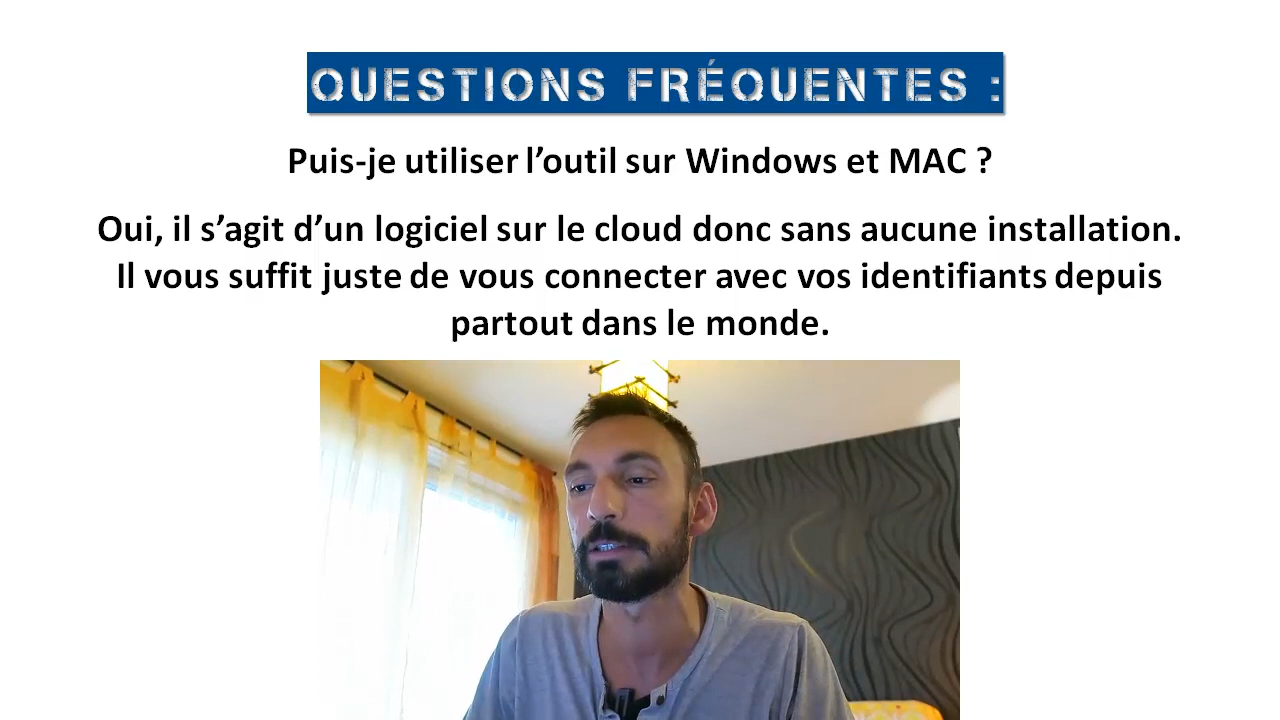 QUESTIONS FRÉQUENTES :
Puis-je utiliser l’outil sur Windows et MAC ?
Oui, il s’agit d’un logiciel sur le cloud donc sans aucune installation.
Il vous suffit juste de vous connecter avec vos identifiants depuis
partout dans le monde.